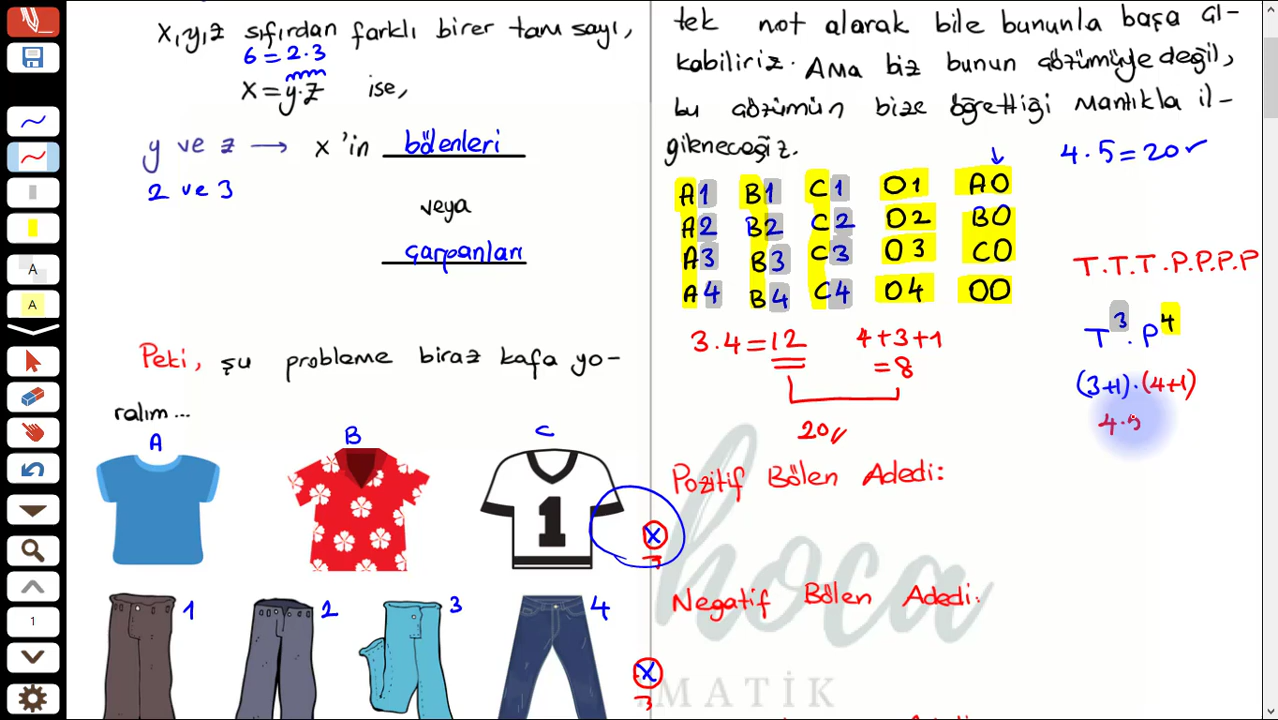 x,y,z sıfırdan farklı birer tam sayı,
6 = 2.3
x = y.z ise,
y ve z → x 'in bölenleri
2 ve 3
veya
çarpanları
Peki, şu probleme biraz kafa yo-
ralım...
A B C
1
x
1 2 3 4
x
tek not alarak bile bununla başa çı-
kabiliriz. Ama biz bunun çözümüyle değil,
bu çözümün bize öğrettiği mantıkla il-
gileneceğiz.
4.5=20
A1 B1 C1 01 A0
A2 B2 C2 02 B0
A3 B3 C3 03 C0
A4 B4 C4 04 00
T.T.T.P.P.P.P
T³.P⁴
3.4=12 4+3+1
=8
(3+1).(4+1)
4.5
20
Pozitif Bölen Adedi:
hoca
Negatif Bölen Adedi:
MATİK
A
A
1